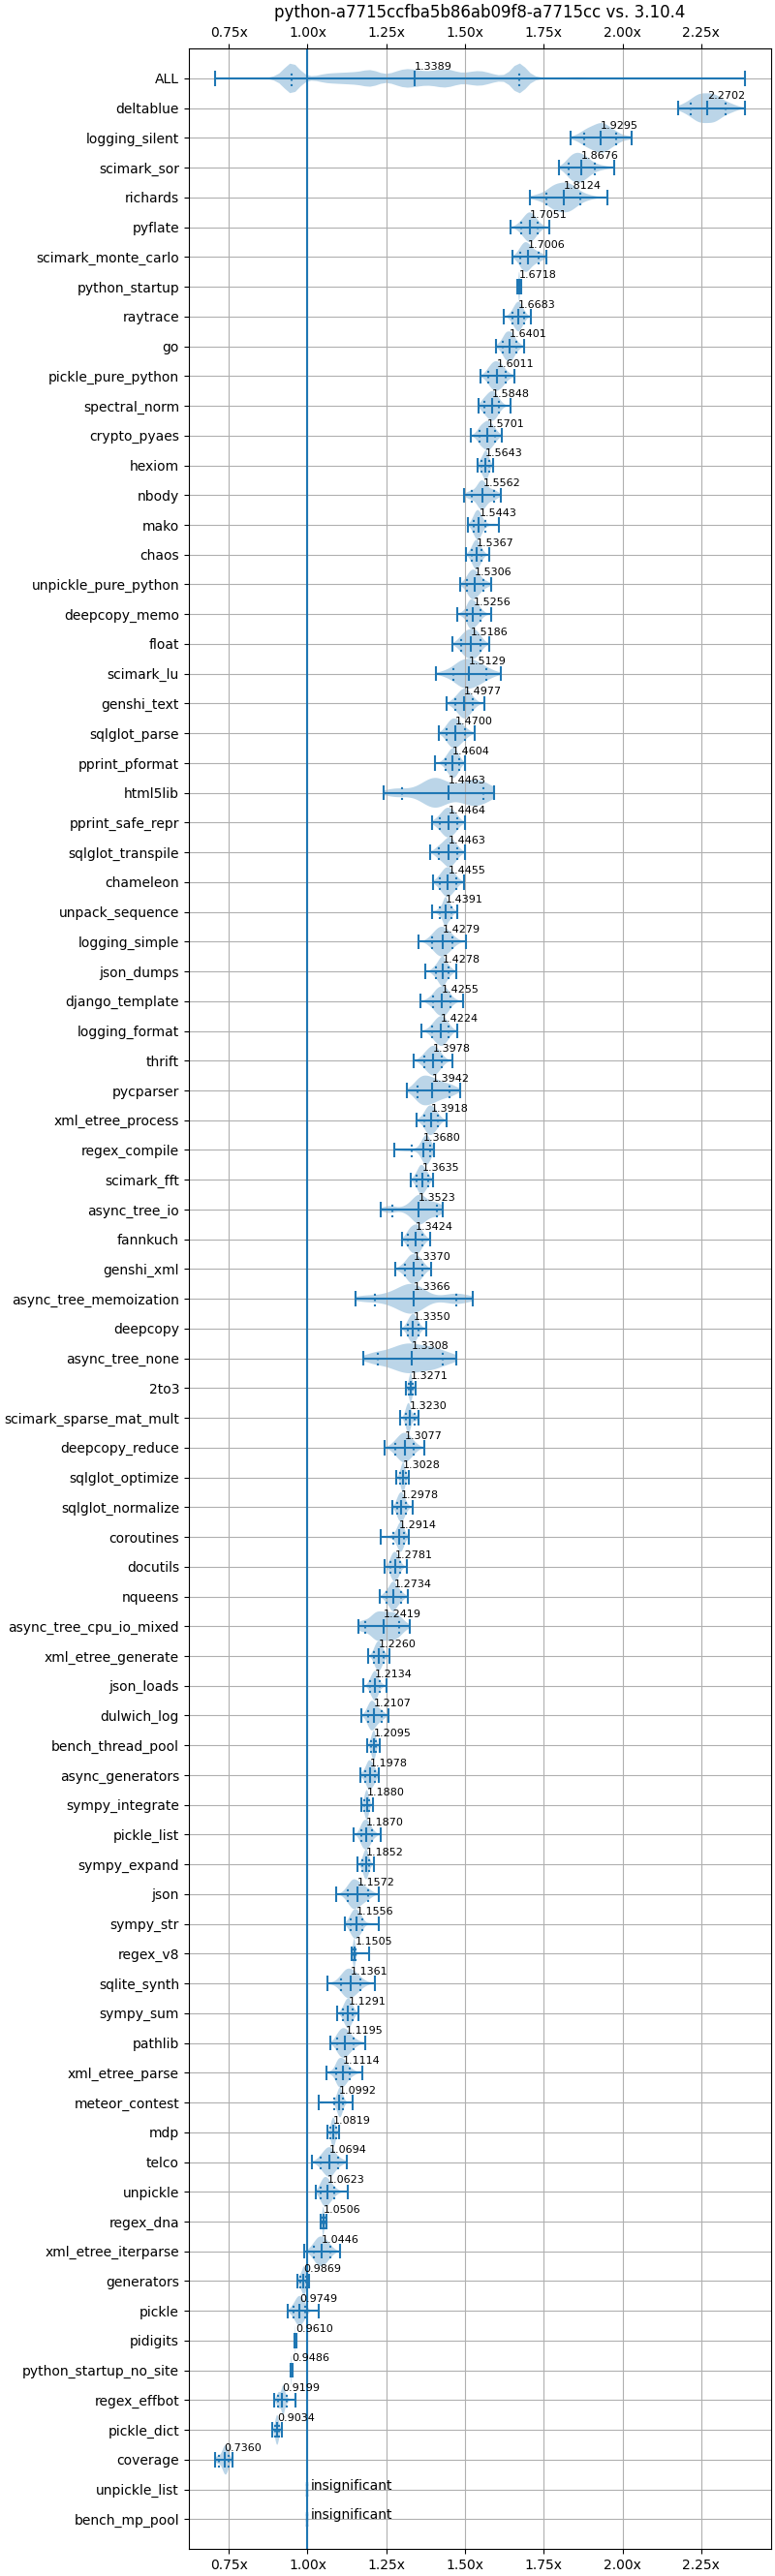 python-a7715ccfba5b86ab09f8-a7715cc vs. 3.10.4
0.75x 1.00x 1.25x 1.50x 1.75x 2.00x 2.25x
ALL 1.3389
deltablue 2.2702
logging_silent 1.9295
scimark_sor 1.8676
richards 1.8124
pyflate 1.7051
scimark_monte_carlo 1.7006
python_startup 1.6718
raytrace 1.6683
go 1.6401
pickle_pure_python 1.6011
spectral_norm 1.5848
crypto_pyaes 1.5701
hexiom 1.5643
nbody 1.5562
mako 1.5443
chaos 1.5367
unpickle_pure_python 1.5306
deepcopy_memo 1.5256
float 1.5186
scimark_lu 1.5129
genshi_text 1.4977
sqlglot_parse 1.4700
pprint_pformat 1.4604
html5lib 1.4463
pprint_safe_repr 1.4464
sqlglot_transpile 1.4463
chameleon 1.4455
unpack_sequence 1.4391
logging_simple 1.4279
json_dumps 1.4278
django_template 1.4255
logging_format 1.4224
thrift 1.3978
pycparser 1.3942
xml_etree_process 1.3918
regex_compile 1.3680
scimark_fft 1.3635
async_tree_io 1.3523
fannkuch 1.3424
genshi_xml 1.3370
async_tree_memoization 1.3366
deepcopy 1.3350
async_tree_none 1.3308
2to3 1.3271
scimark_sparse_mat_mult 1.3230
deepcopy_reduce 1.3077
sqlglot_optimize 1.3028
sqlglot_normalize 1.2978
coroutines 1.2914
docutils 1.2781
nqueens 1.2734
async_tree_cpu_io_mixed 1.2419
xml_etree_generate 1.2260
json_loads 1.2134
dulwich_log 1.2107
bench_thread_pool 1.2095
async_generators 1.1978
sympy_integrate 1.1880
pickle_list 1.1870
sympy_expand 1.1852
json 1.1572
sympy_str 1.1556
regex_v8 1.1505
sqlite_synth 1.1361
sympy_sum 1.1291
pathlib 1.1195
xml_etree_parse 1.1114
meteor_contest 1.0992
mdp 1.0819
telco 1.0694
unpickle 1.0623
regex_dna 1.0506
xml_etree_iterparse 1.0446
generators 0.9869
pickle 0.9749
pidigits 0.9610
python_startup_no_site 0.9486
regex_effbot 0.9199
pickle_dict 0.9034
coverage 0.7360
unpickle_list insignificant
bench_mp_pool insignificant
0.75x 1.00x 1.25x 1.50x 1.75x 2.00x 2.25x